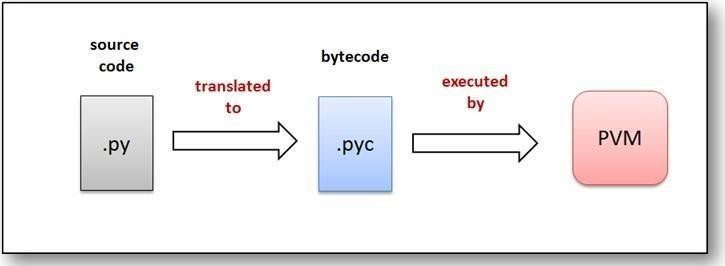 source
code
translated
to
bytecode
executed
by
.py
.pyc
PVM